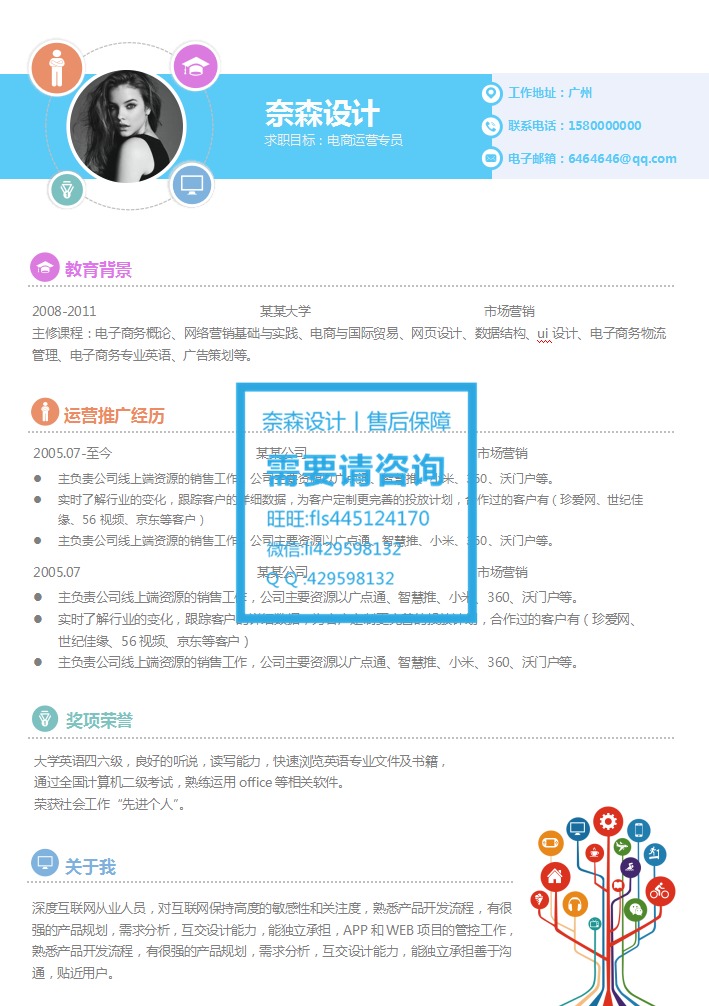 奈森设计
求职目标：电商运营专员
工作地址：广州
联系电话：1580000000
电子邮箱：6464646@qq.com
教育背景
2008-2011 某某大学 市场营销
主修课程：电子商务概论、网络营销基础与实践、电商与国际贸易、网页设计、数据结构、ui 设计、电子商务物流
管理、电子商务专业英语、广告策划等。
运营推广经历
2005.07-至今 某某公司 市场营销
主负责公司线上端资源的销售工作，公司主要资源以广点通、智慧推、小米、360、沃门户等。
实时了解行业的变化，跟踪客户的详细数据，为客户定制更完善的投放计划，合作过的客户有（珍爱网、世纪佳
缘、56 视频、京东等客户）
主负责公司线上端资源的销售工作，公司主要资源以广点通、智慧推、小米、360、沃门户等。
2005.07 某某公司 市场营销
主负责公司线上端资源的销售工作，公司主要资源以广点通、智慧推、小米、360、沃门户等。
实时了解行业的变化，跟踪客户的详细数据，为客户定制更完善的投放计划，合作过的客户有（珍爱网、
世纪佳缘、56 视频、京东等客户）
主负责公司线上端资源的销售工作，公司主要资源以广点通、智慧推、小米、360、沃门户等。
奈森设计丨售后保障
需要请咨询
旺旺:fls445124170
微信:li429598132
Q Q :429598132
奖项荣誉
大学英语四六级，良好的听说，读写能力，快速浏览英语专业文件及书籍，
通过全国计算机二级考试，熟练运用 office 等相关软件。
荣获社会工作“先进个人”。
关于我
深度互联网从业人员，对互联网保持高度的敏感性和关注度，熟悉产品开发流程，有很
强的产品规划，需求分析，互交设计能力，能独立承担，APP 和 WEB 项目的管控工作，
熟悉产品开发流程，有很强的产品规划，需求分析，互交设计能力，能独立承担善于沟
通，贴近用户。